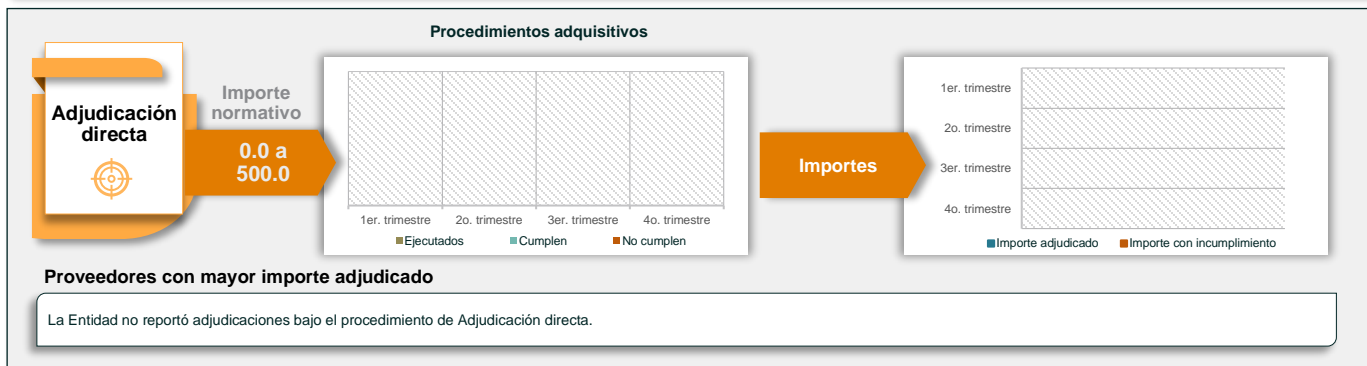 Procedimientos adquisitivos
Adjudicación
directa
Importe
normativo
0.0 a
500.0
1er. trimestre 2o. trimestre 3er. trimestre 4o. trimestre
Ejecutados Cumplen No cumplen
Importes
1er. trimestre
2o. trimestre
3er. trimestre
4o. trimestre
Importe adjudicado Importe con incumplimiento
Proveedores con mayor importe adjudicado
La Entidad no reportó adjudicaciones bajo el procedimiento de Adjudicación directa.